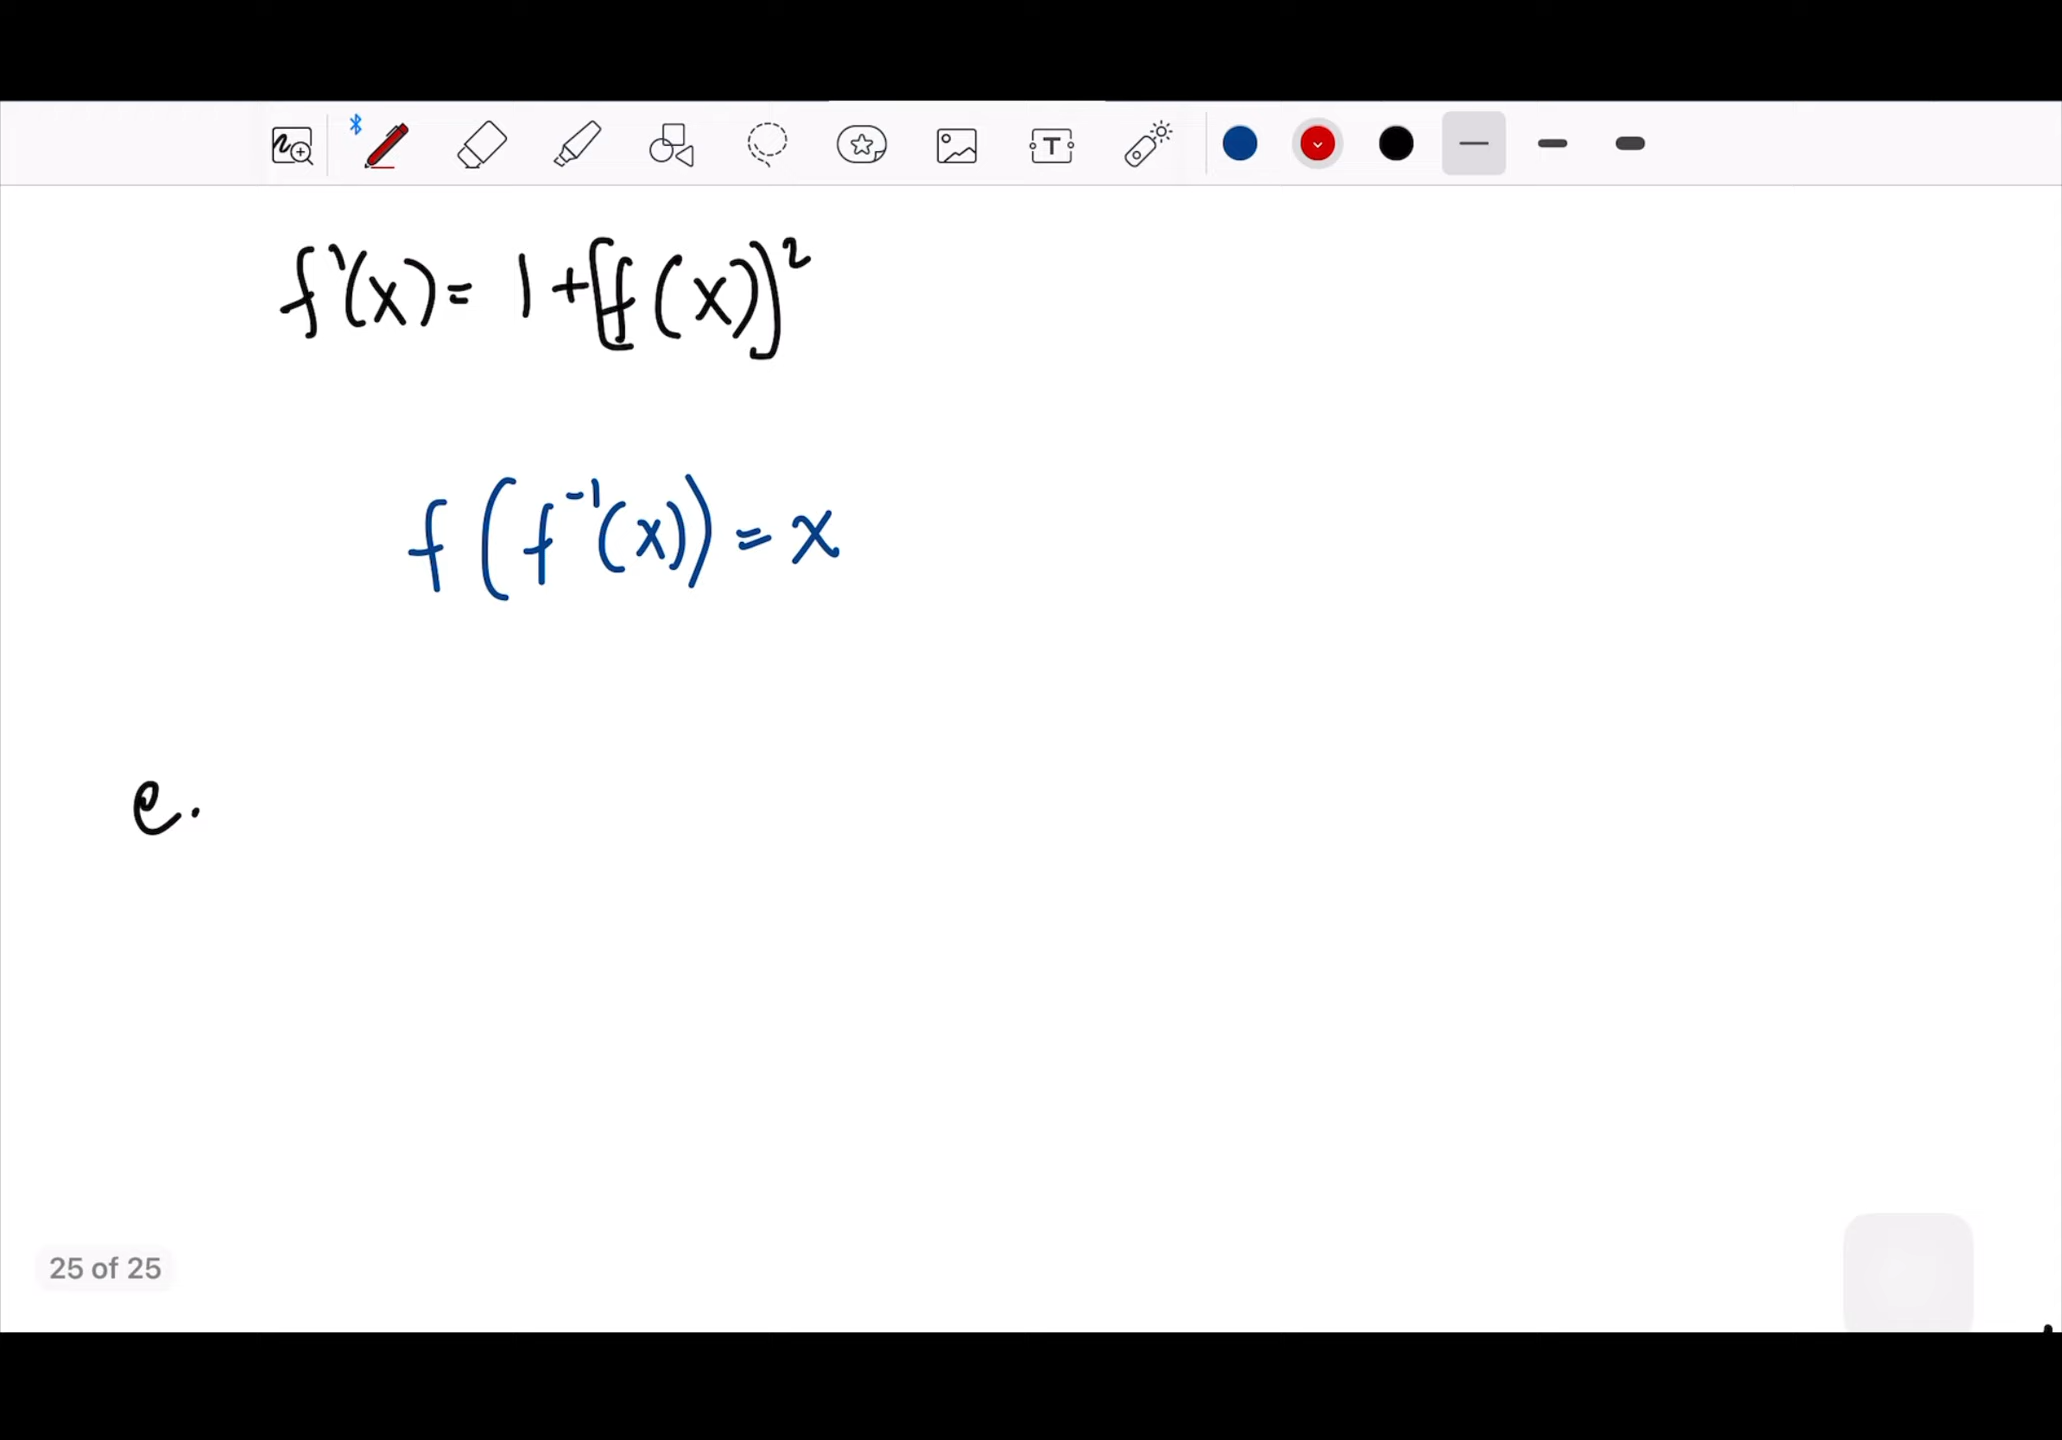 f'(x) = 1 + [f(x)]²
f(f⁻¹(x)) = x
e.
25 of 25